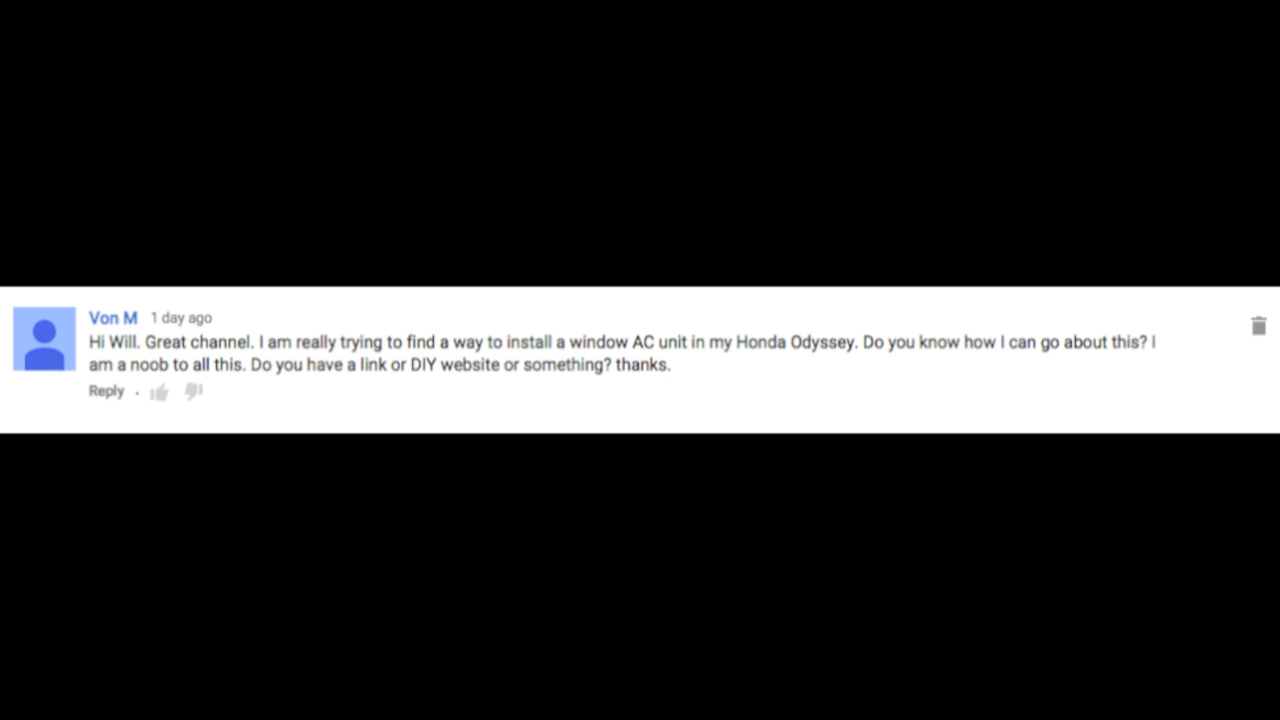 Von M 1 day ago
Hi Will. Great channel. I am really trying to find a way to install a window AC unit in my Honda Odyssey. Do you know how I can go about this? I
am a noob to all this. Do you have a link or DIY website or something? thanks.
Reply ·